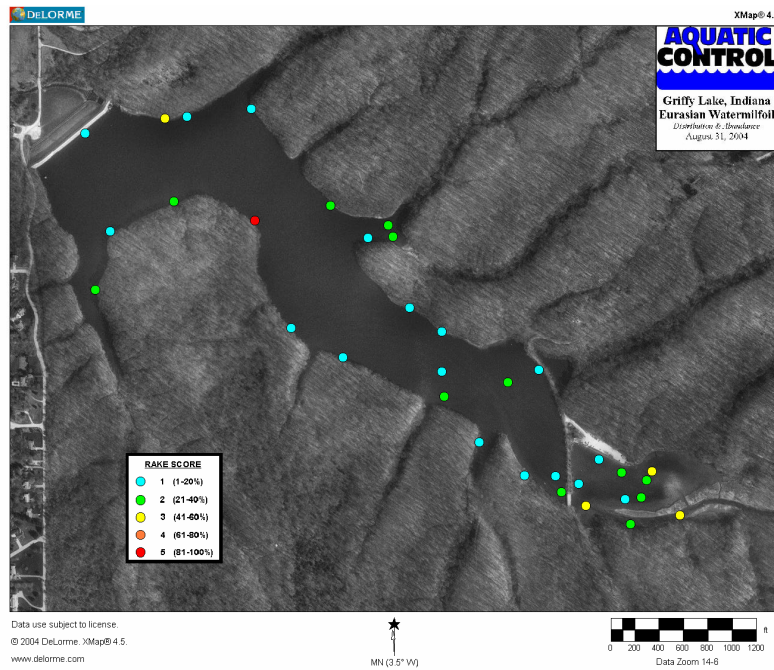 DELORME
XMap® 4.
AQUATIC
CONTROL
Griffy Lake, Indiana
Eurasian Watermilfoil
Distribution & Abundance
August 31, 2004
RAKE SCORE
1 (1-20%)
2 (21-40%)
3 (41-60%)
4 (61-80%)
5 (81-100%)
Data use subject to license.
© 2004 DeLorme. XMap® 4.5.
www.delorme.com
MN (3.5° W)
ft
0 200 400 600 800 1000 1200
Data Zoom 14-6